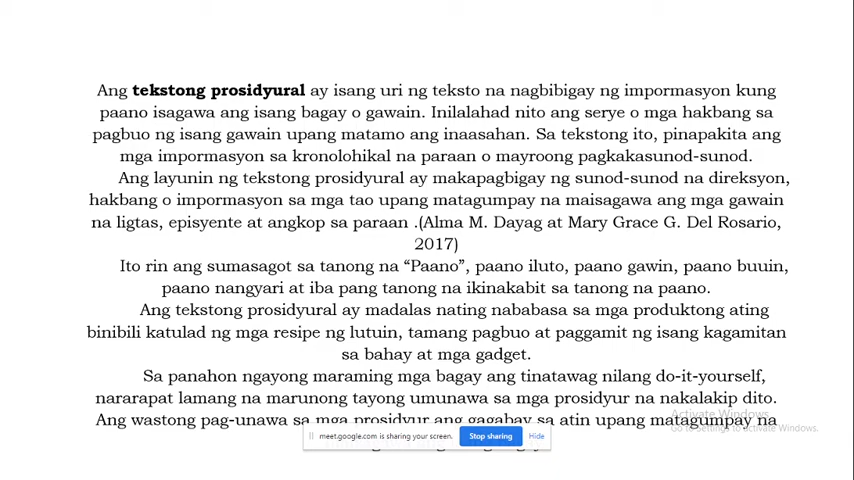 Ang tekstong prosidyural ay isang uri ng teksto na nagbibigay ng impormasyon kung
paano isagawa ang isang bagay o gawain. Inilalahad nito ang serye o mga hakbang sa
pagbuo ng isang gawain upang matamo ang inaasahan. Sa tekstong ito, pinapakita ang
mga impormasyon sa kronolohikal na paraan o mayroong pagkakasunod-sunod.
Ang layunin ng tekstong prosidyural ay makapagbigay ng sunod-sunod na direksyon,
hakbang o impormasyon sa mga tao upang matagumpay na maisagawa ang mga gawain
na ligtas, episyente at angkop sa paraan .(Alma M. Dayag at Mary Grace G. Del Rosario,
2017)
Ito rin ang sumasagot sa tanong na “Paano”, paano iluto, paano gawin, paano buuin,
paano nangyari at iba pang tanong na ikinakabit sa tanong na paano.
Ang tekstong prosidyural ay madalas nating nababasa sa mga produktong ating
binibili katulad ng mga resipe ng lutuin, tamang pagbuo at paggamit ng isang kagamitan
sa bahay at mga gadget.
Sa panahon ngayong maraming mga bagay ang tinatawag nilang do-it-yourself,
nararapat lamang na marunong tayong umunawa sa mga prosidyur na nakalakip dito.
Ang wastong pag-unawa sa mga prosidyur ang gagabay sa atin upang matagumpay na
Activate Windows
Go to Settings to activate Windows.
meet.google.com is sharing your screen. Stop sharing Hide